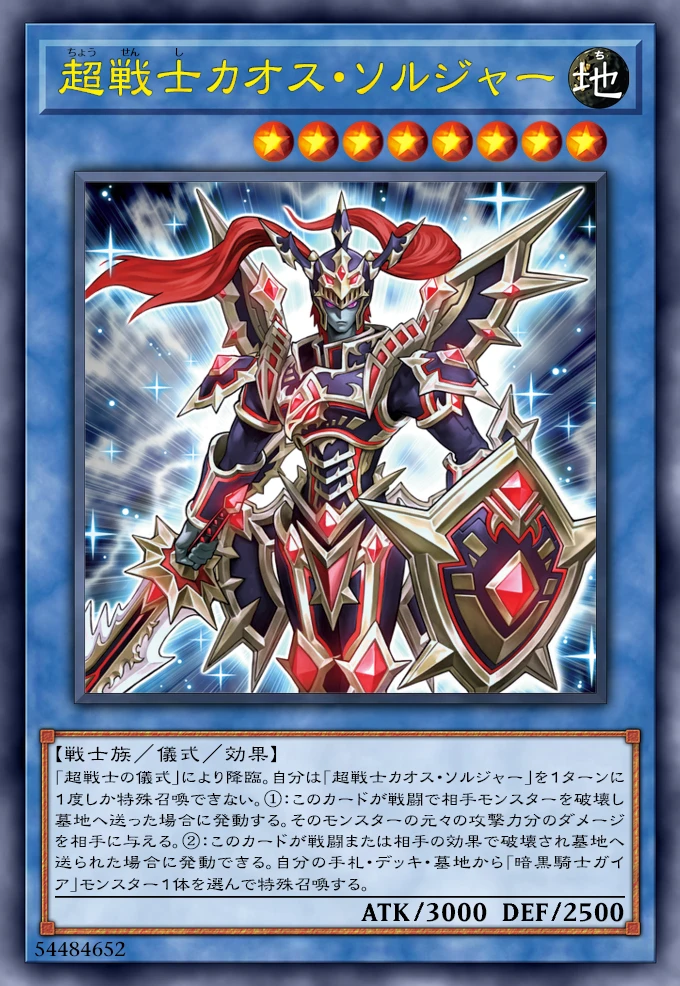 ちょう せん し
超戦士カオス・ソルジャー
ち
地
【戦士族／儀式／効果】
「超戦士の儀式」により降臨。自分は「超戦士カオス・ソルジャー」を１ターンに
１度しか特殊召喚できない。①：このカードが戦闘で相手モンスターを破壊し
墓地へ送った場合に発動する。そのモンスターの元々の攻撃力分のダメージ
を相手に与える。②：このカードが戦闘または相手の効果で破壊され墓地へ
送られた場合に発動できる。自分の手札・デッキ・墓地から「暗黒騎士ガイ
ア」モンスター１体を選んで特殊召喚する。
ATK/3000 DEF/2500
54484652